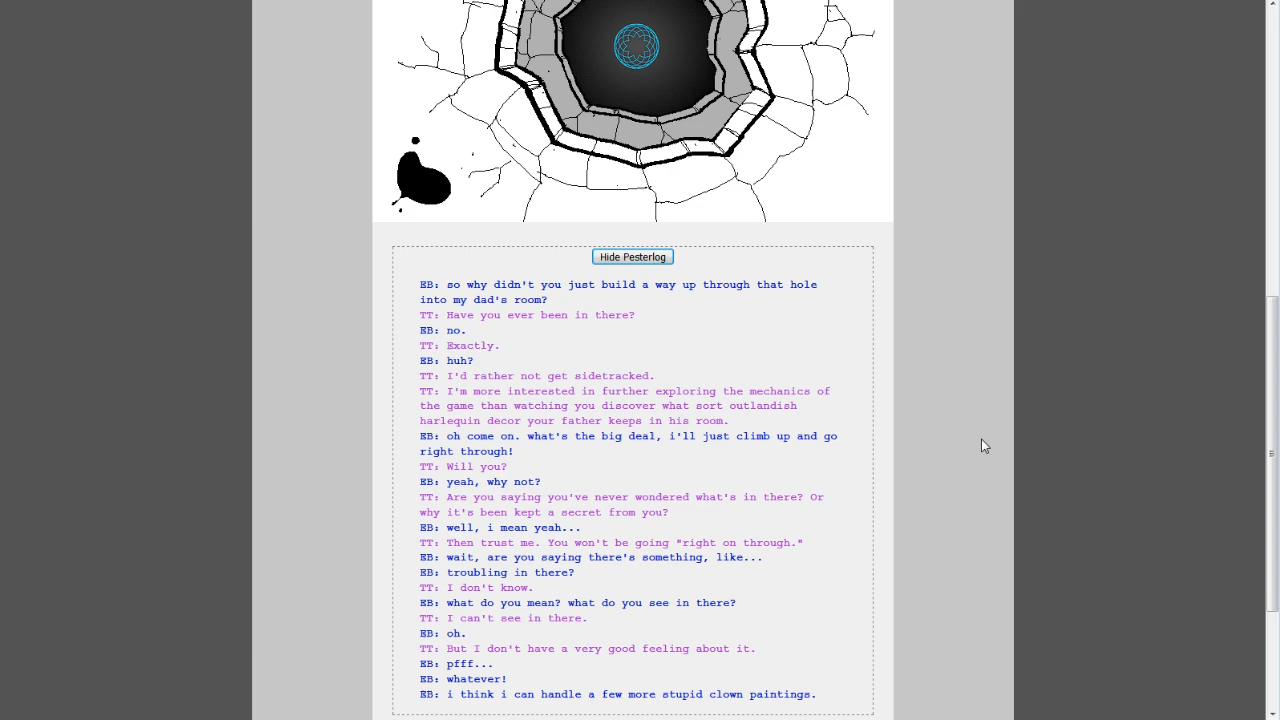 Hide Pesterlog
EB: so why didn't you just build a way up through that hole
into my dad's room?
TT: Have you ever been in there?
EB: no.
TT: Exactly.
EB: huh?
TT: I'd rather not get sidetracked.
TT: I'm more interested in further exploring the mechanics of
the game than watching you discover what sort outlandish
harlequin decor your father keeps in his room.
EB: oh come on. what's the big deal, i'll just climb up and go
right through!
TT: Will you?
EB: yeah, why not?
TT: Are you saying you've never wondered what's in there? Or
why it's been kept a secret from you?
EB: well, i mean yeah...
TT: Then trust me. You won't be going "right on through."
EB: wait, are you saying there's something, like...
EB: troubling in there?
TT: I don't know.
EB: what do you mean? what do you see in there?
TT: I can't see in there.
EB: oh.
TT: But I don't have a very good feeling about it.
EB: pfff...
EB: whatever!
EB: i think i can handle a few more stupid clown paintings.